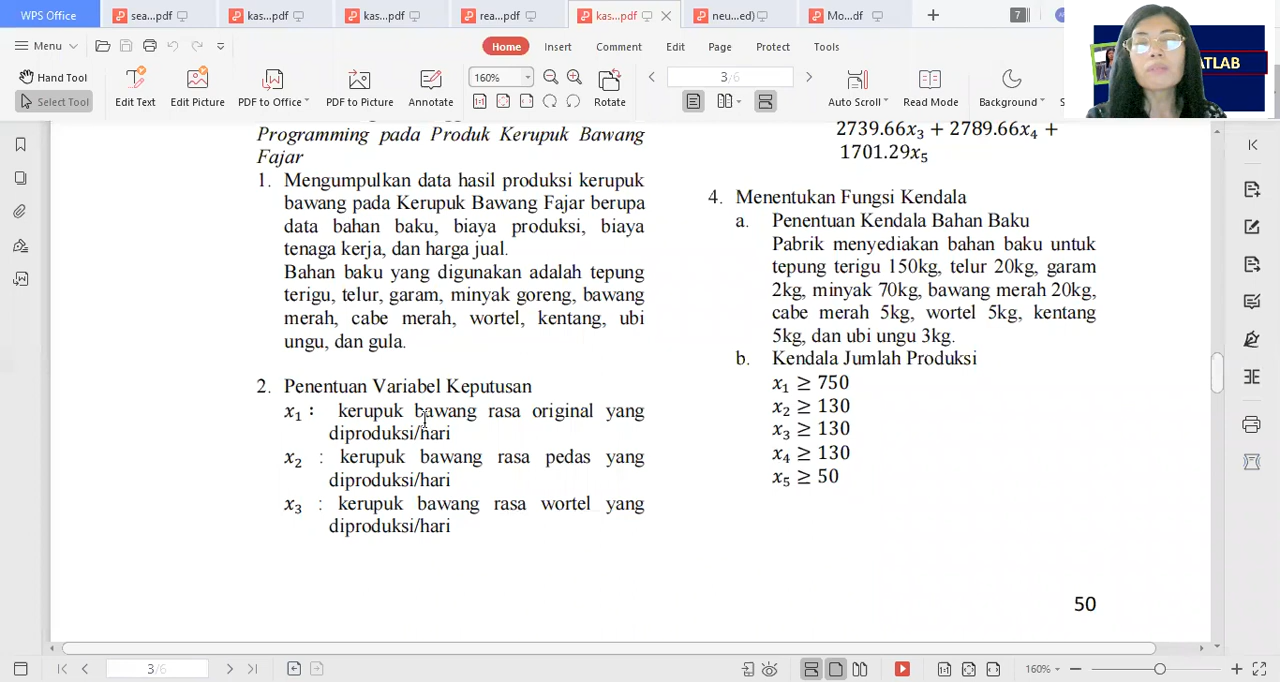 WPS Office
sea...pdf
kas...pdf
kas...pdf
rea...pdf
kas...pdf
neu...ed)
Mo...df
7
Menu
Home
Insert
Comment
Edit
Page
Protect
Tools
Hand Tool
Select Tool
Edit Text
Edit Picture
PDF to Office
PDF to Picture
Annotate
160%
Rotate
3/6
Auto Scroll
Read Mode
Background
ATLAB
Programming pada Produk Kerupuk Bawang
Fajar
1. Mengumpulkan data hasil produksi kerupuk
bawang pada Kerupuk Bawang Fajar berupa
data bahan baku, biaya produksi, biaya
tenaga kerja, dan harga jual.
Bahan baku yang digunakan adalah tepung
terigu, telur, garam, minyak goreng, bawang
merah, cabe merah, wortel, kentang, ubi
ungu, dan gula.
2. Penentuan Variabel Keputusan
x₁ : kerupuk bawang rasa original yang
diproduksi/hari
x₂ : kerupuk bawang rasa pedas yang
diproduksi/hari
x₃ : kerupuk bawang rasa wortel yang
diproduksi/hari
2739.66x₃ + 2789.66x₄ +
1701.29x₅
4. Menentukan Fungsi Kendala
a. Penentuan Kendala Bahan Baku
Pabrik menyediakan bahan baku untuk
tepung terigu 150kg, telur 20kg, garam
2kg, minyak 70kg, bawang merah 20kg,
cabe merah 5kg, wortel 5kg, kentang
5kg, dan ubi ungu 3kg.
b. Kendala Jumlah Produksi
x₁ ≥ 750
x₂ ≥ 130
x₃ ≥ 130
x₄ ≥ 130
x₅ ≥ 50
50
3/6
160%